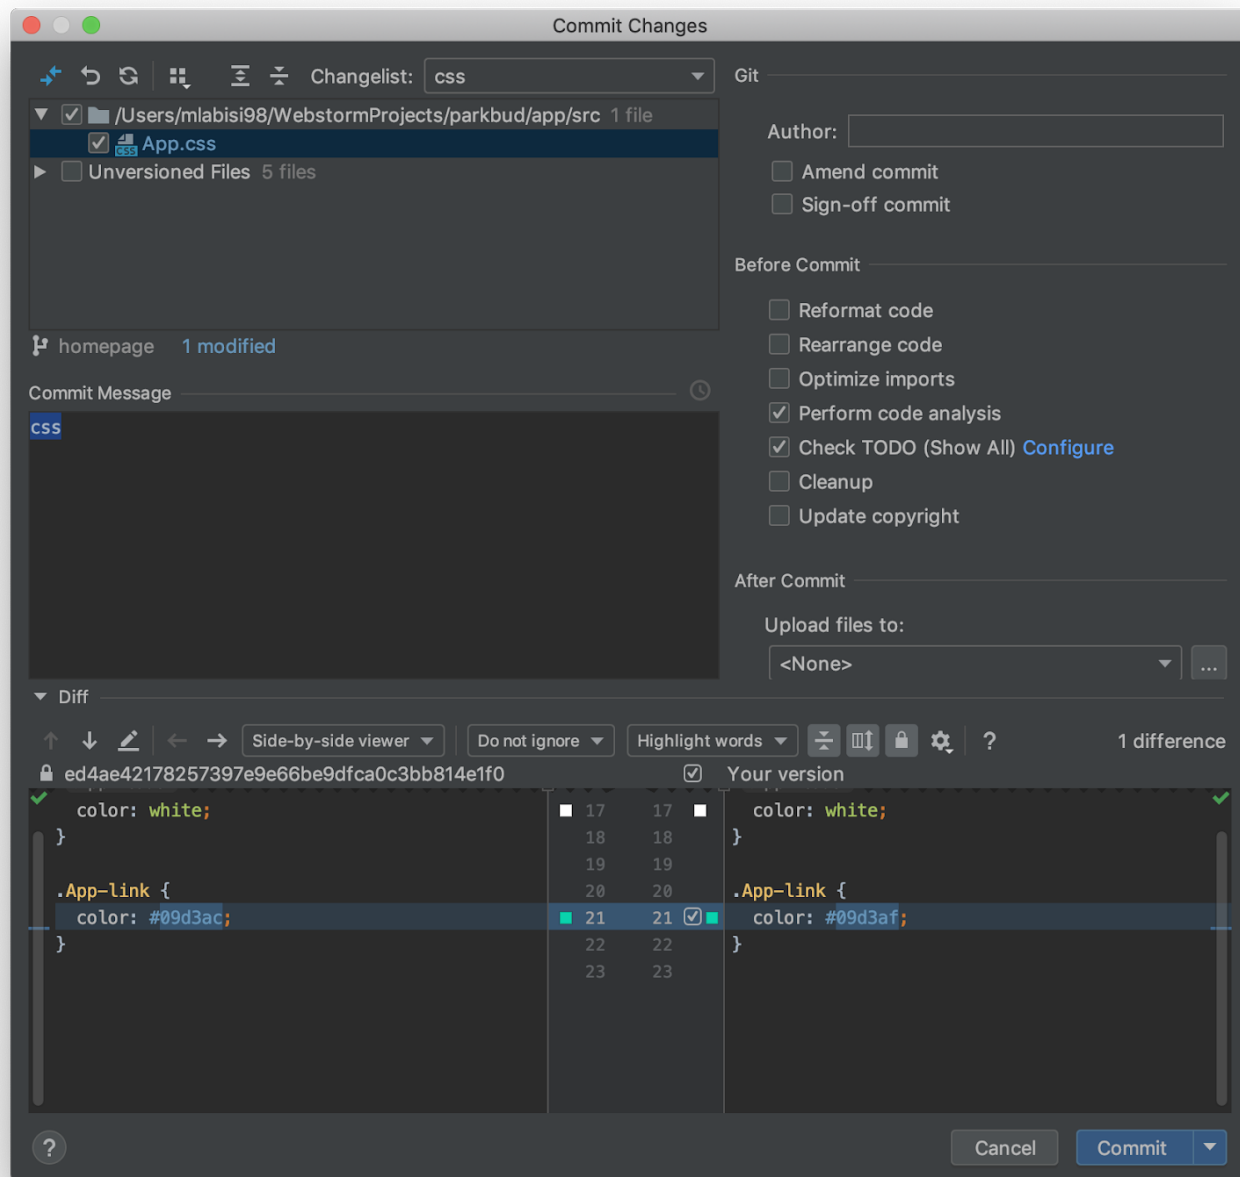 Commit Changes
Changelist: css
/Users/mlabisi98/WebstormProjects/parkbud/app/src 1 file
App.css
Unversioned Files 5 files
homepage 1 modified
Commit Message
css
Git
Author:
Amend commit
Sign-off commit
Before Commit
Reformat code
Rearrange code
Optimize imports
Perform code analysis
Check TODO (Show All) Configure
Cleanup
Update copyright
After Commit
Upload files to:
<None>
...
Diff
Side-by-side viewer Do not ignore Highlight words ? 1 difference
ed4ae42178257397e9e66be9dfca0c3bb814e1f0 Your version
color: white; 17 17 color: white;
} 18 18 }
19 19
.App-link { 20 20 .App-link {
color: #09d3ac; 21 21 color: #09d3af;
} 22 22 }
23 23
? Cancel Commit